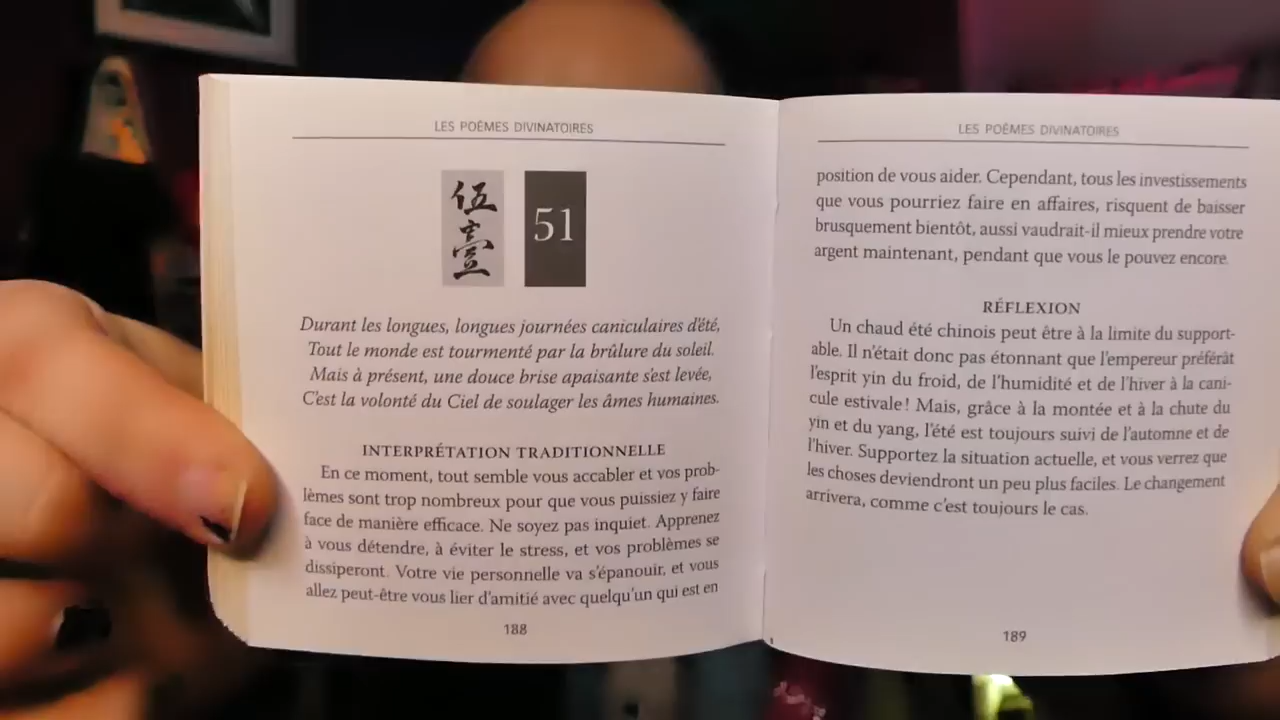 LES POÈMES DIVINATOIRES
伍壹
51
Durant les longues, longues journées caniculaires d'été,
Tout le monde est tourmenté par la brûlure du soleil.
Mais à présent, une douce brise apaisante s'est levée,
C'est la volonté du Ciel de soulager les âmes humaines.
INTERPRÉTATION TRADITIONNELLE
En ce moment, tout semble vous accabler et vos prob-
lèmes sont trop nombreux pour que vous puissiez y faire
face de manière efficace. Ne soyez pas inquiet. Apprenez
à vous détendre, à éviter le stress, et vos problèmes se
dissiperont. Votre vie personnelle va s'épanouir, et vous
allez peut-être vous lier d'amitié avec quelqu'un qui est en
188
LES POÈMES DIVINATOIRES
position de vous aider. Cependant, tous les investissements
que vous pourriez faire en affaires, risquent de baisser
brusquement bientôt, aussi vaudrait-il mieux prendre votre
argent maintenant, pendant que vous le pouvez encore.
RÉFLEXION
Un chaud été chinois peut être à la limite du support-
able. Il n'était donc pas étonnant que l'empereur préférât
l'esprit yin du froid, de l'humidité et de l'hiver à la cani-
cule estivale! Mais, grâce à la montée et à la chute du
yin et du yang, l'été est toujours suivi de l'automne et de
l'hiver. Supportez la situation actuelle, et vous verrez que
les choses deviendront un peu plus faciles. Le changement
arrivera, comme c'est toujours le cas.
189